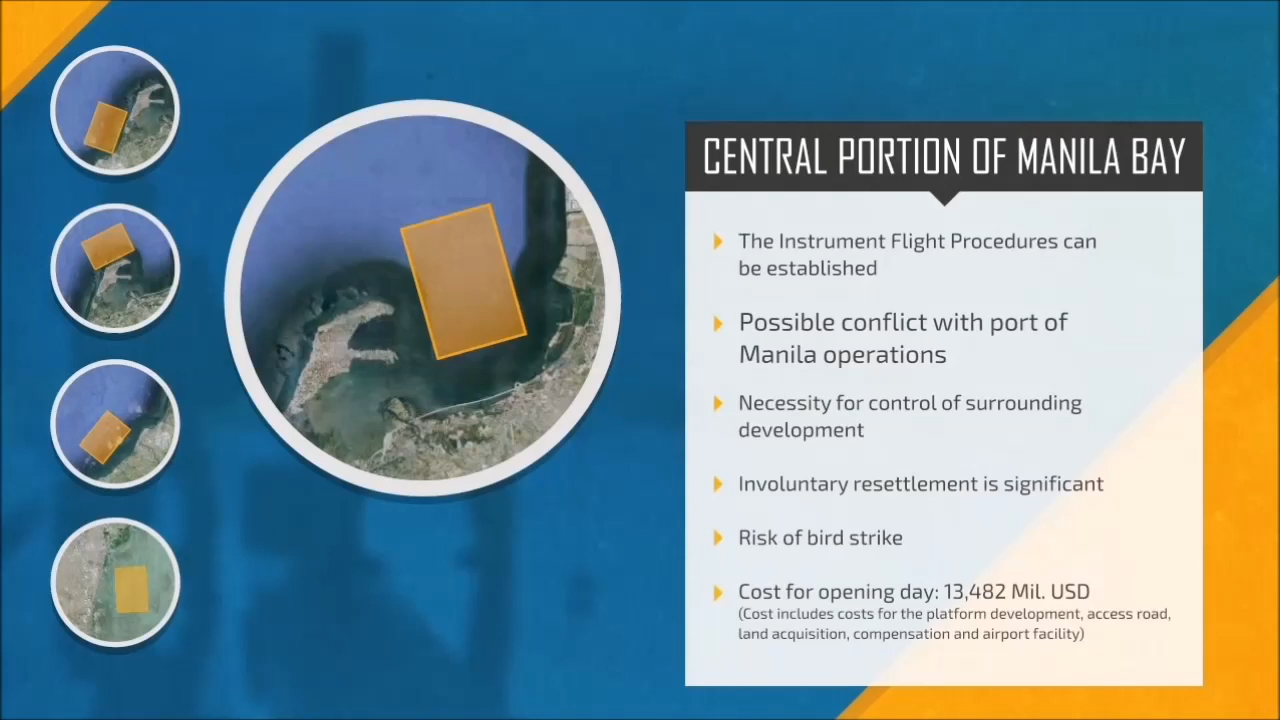 CENTRAL PORTION OF MANILA BAY
The Instrument Flight Procedures can
be established
Possible conflict with port of
Manila operations
Necessity for control of surrounding
development
Involuntary resettlement is significant
Risk of bird strike
Cost for opening day: 13,482 Mil. USD
(Cost includes costs for the platform development, access road,
land acquisition, compensation and airport facility)